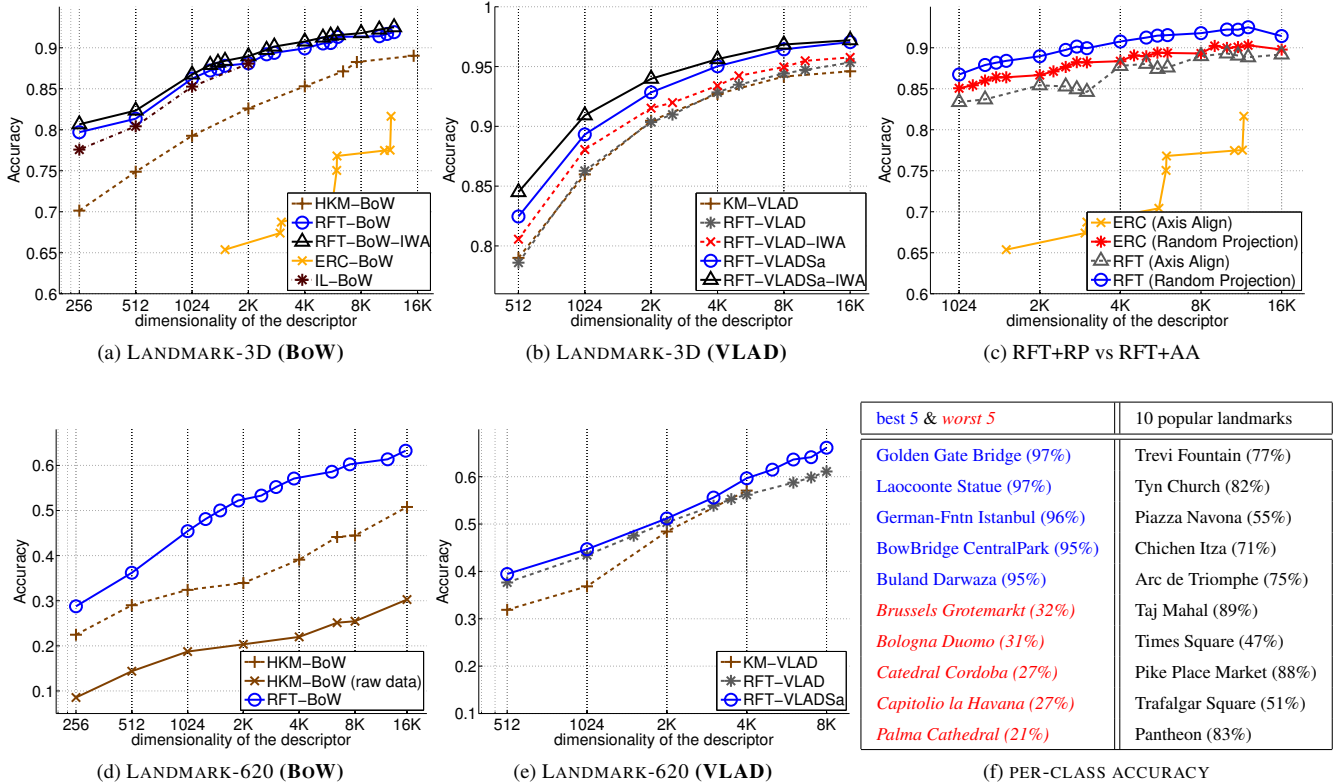 Accuracy
0.9
0.85
0.8
0.75
0.7
0.65
0.6
HKM-BoW
RFT-BoW
RFT-BoW-IWA
ERC-BoW
IL-BoW
256 512 1024 2K 4K 8K 16K
dimensionality of the descriptor
(a) LANDMARK-3D (BOW)
Accuracy
1
0.95
0.9
0.85
0.8
KM-VLAD
RFT-VLAD
RFT-VLAD-IWA
RFT-VLADSa
RFT-VLADSa-IWA
512 1024 2K 4K 8K 16K
dimensionality of the descriptor
(b) LANDMARK-3D (VLAD)
Accuracy
0.9
0.85
0.8
0.75
0.7
0.65
0.6
ERC (Axis Align)
ERC (Random Projection)
RFT (Axis Align)
RFT (Random Projection)
1024 2K 4K 8K 16K
dimensionality of the descriptor
(c) RFT+RP vs RFT+AA
Accuracy
0.6
0.5
0.4
0.3
0.2
0.1
HKM-BoW
HKM-BoW (raw data)
RFT-BoW
256 512 1024 2K 4K 8K 16K
dimensionality of the descriptor
(d) LANDMARK-620 (BOW)
Accuracy
0.6
0.5
0.4
0.3
0.2
0.1
KM-VLAD
RFT-VLAD
RFT-VLADSa
512 1024 2K 4K 8K
dimensionality of the descriptor
(e) LANDMARK-620 (VLAD)
best 5 & worst 5 10 popular landmarks
Golden Gate Bridge (97%) Trevi Fountain (77%)
Laocoonte Statue (97%) Tyn Church (82%)
German-Fntn Istanbul (96%) Piazza Navona (55%)
BowBridge CentralPark (95%) Chichen Itza (71%)
Buland Darwaza (95%) Arc de Triomphe (75%)
Brussels Grotemarkt (32%) Taj Mahal (89%)
Bologna Duomo (31%) Times Square (47%)
Catedral Cordoba (27%) Pike Place Market (88%)
Capitolio la Havana (27%) Trafalgar Square (51%)
Palma Cathedral (21%) Pantheon (83%)
(f) PER-CLASS ACCURACY